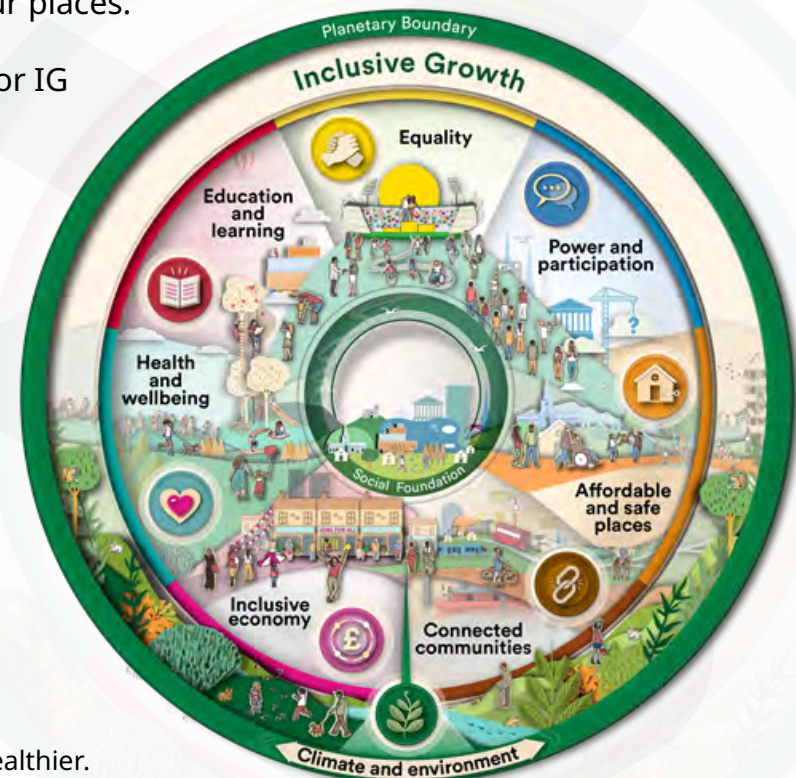 ur places.
or IG
Planetary Boundary
Inclusive Growth
Equality
Education
and
learning
Power and
participation
Health
and
wellbeing
Social Foundation
Affordable
and safe
places
Inclusive
economy
£
Connected
communities
?
Climate and environment
ealthier.